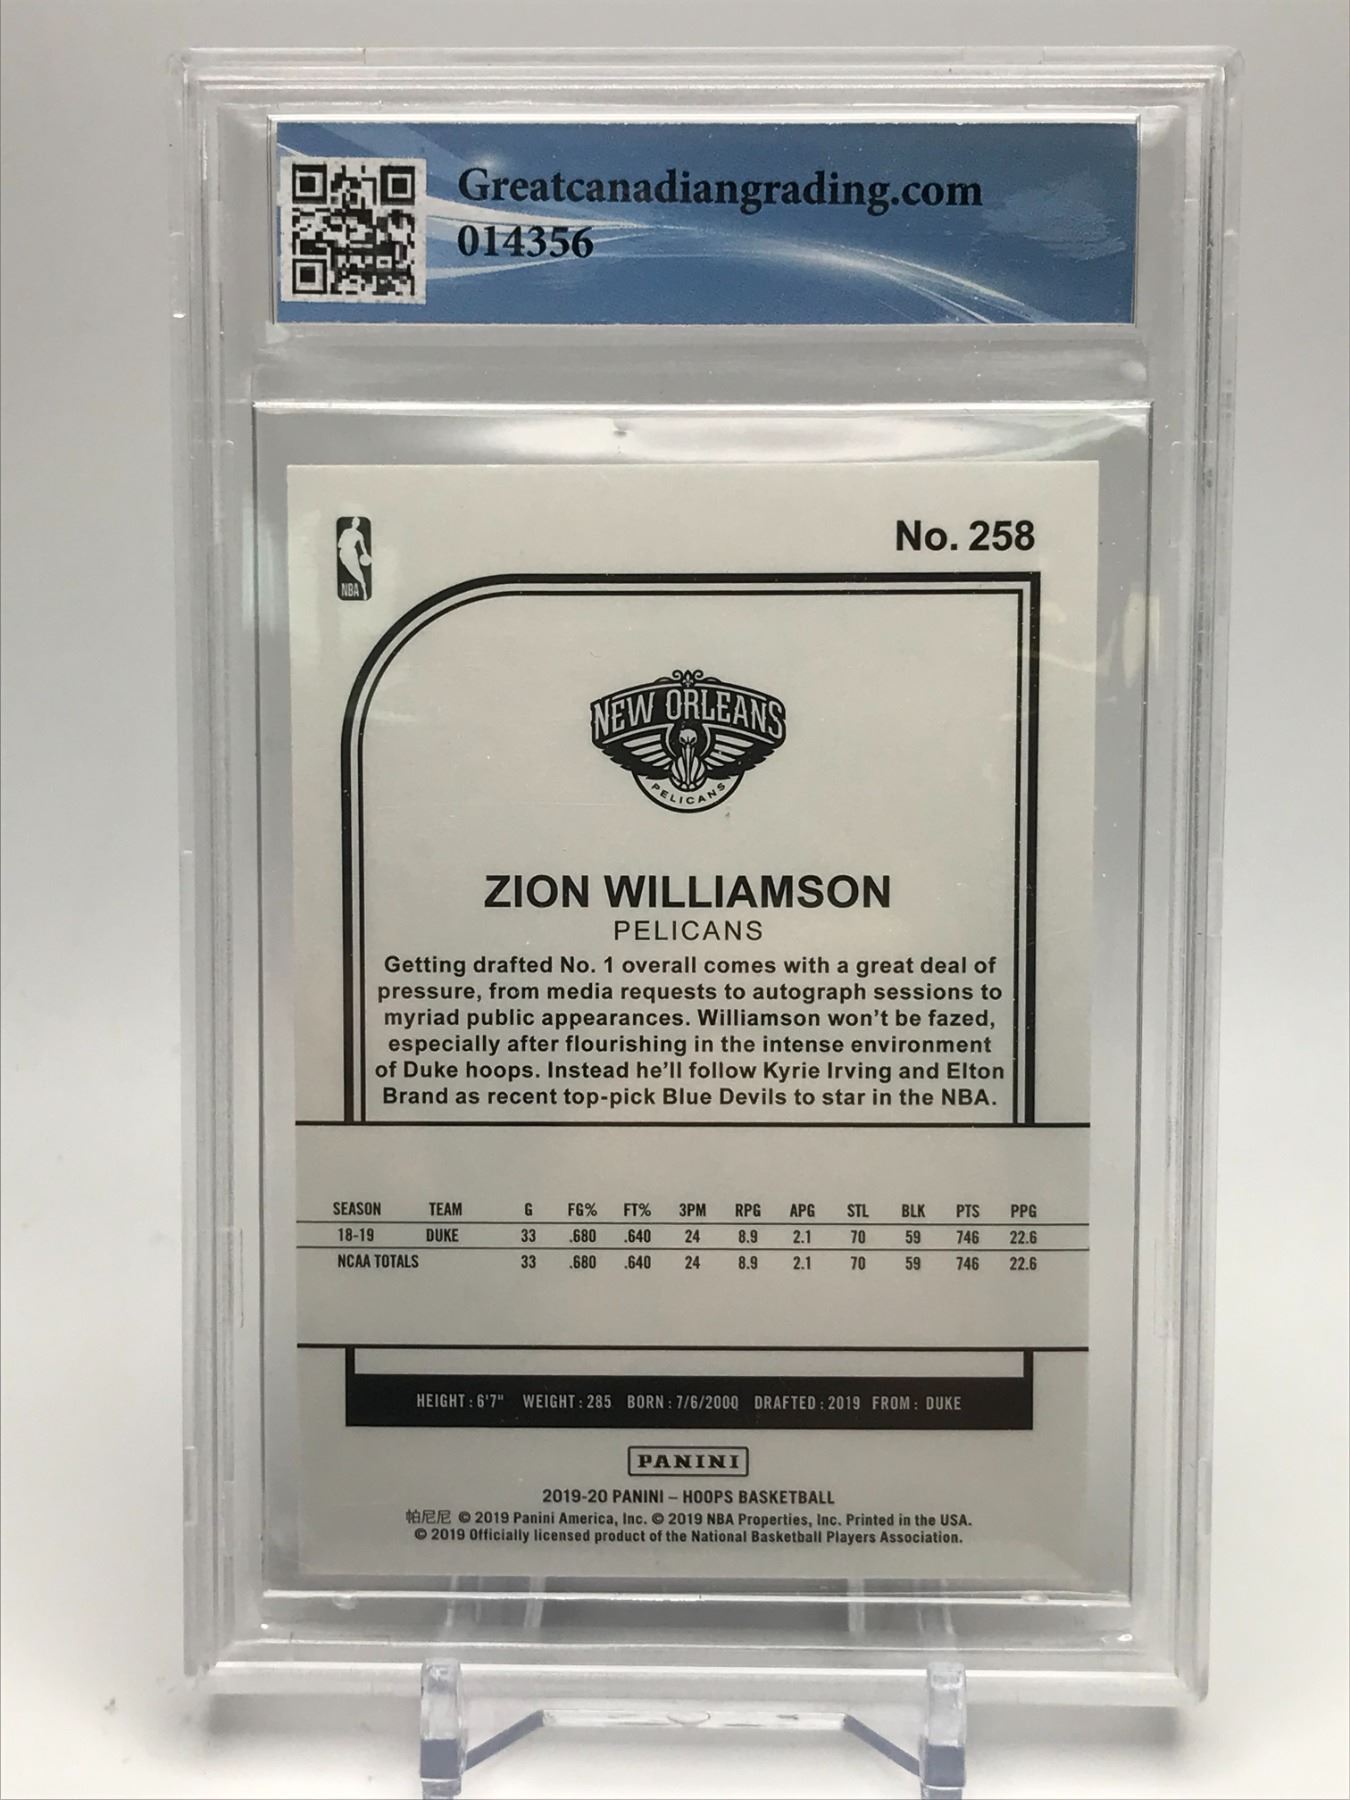 Greatcanadiangrading.com
014356
No. 258
NBA
NEW ORLEANS
PELICANS
ZION WILLIAMSON
PELICANS
Getting drafted No. 1 overall comes with a great deal of
pressure, from media requests to autograph sessions to
myriad public appearances. Williamson won't be fazed,
especially after flourishing in the intense environment
of Duke hoops. Instead he'll follow Kyrie Irving and Elton
Brand as recent top-pick Blue Devils to star in the NBA.
SEASON TEAM G FG% FT% 3PM RPG APG STL BLK PTS PPG
18-19 DUKE 33 .680 .640 24 8.9 2.1 70 59 746 22.6
NCAA TOTALS 33 .680 .640 24 8.9 2.1 70 59 746 22.6
HEIGHT: 6'7" WEIGHT: 285 BORN: 7/6/2000 DRAFTED: 2019 FROM: DUKE
PANINI
2019-20 PANINI – HOOPS BASKETBALL
帕尼尼 © 2019 Panini America, Inc. © 2019 NBA Properties, Inc. Printed in the USA.
© 2019 Officially licensed product of the National Basketball Players Association.